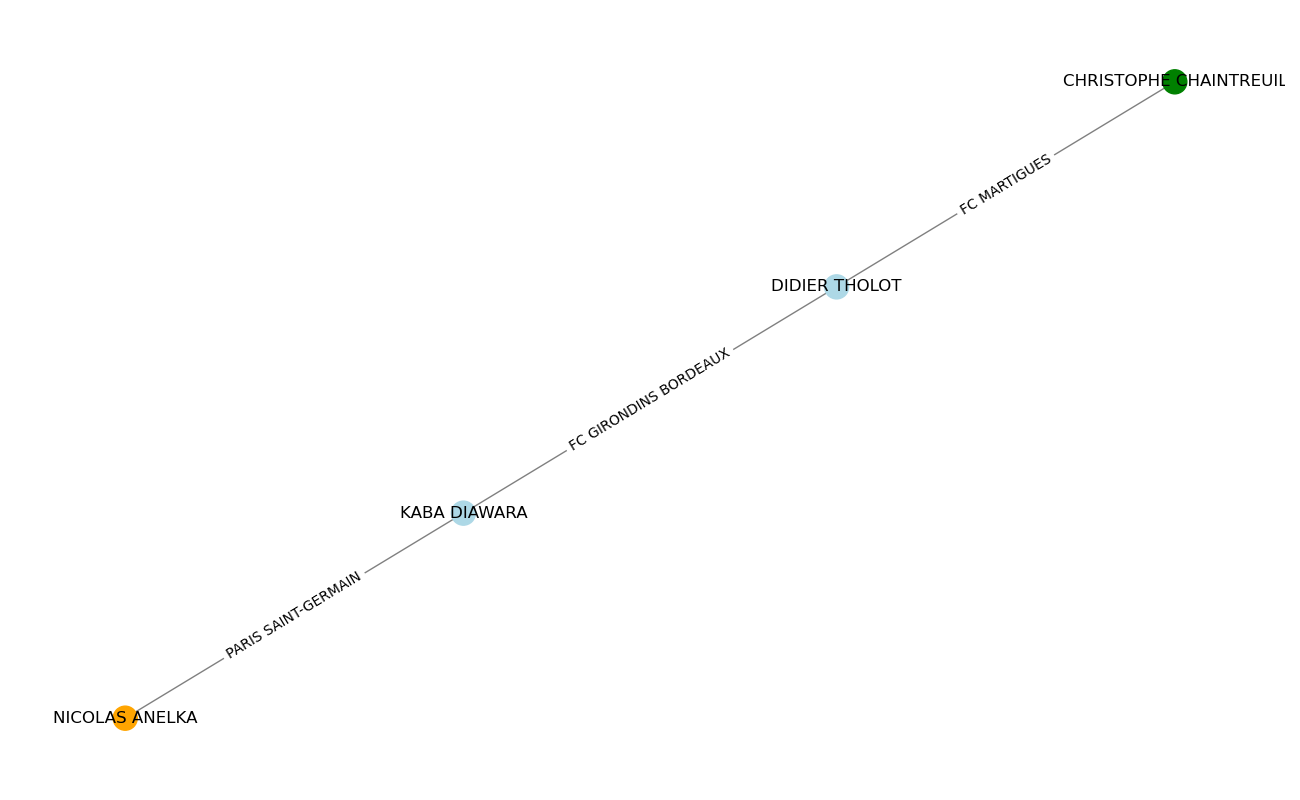 CHRISTOPHE CHAINTREUIL
FC MARTIGUES
DIDIER THOLOT
FC GIRONDINS BORDEAUX
KABA DIAWARA
PARIS SAINT-GERMAIN
NICOLAS ANELKA